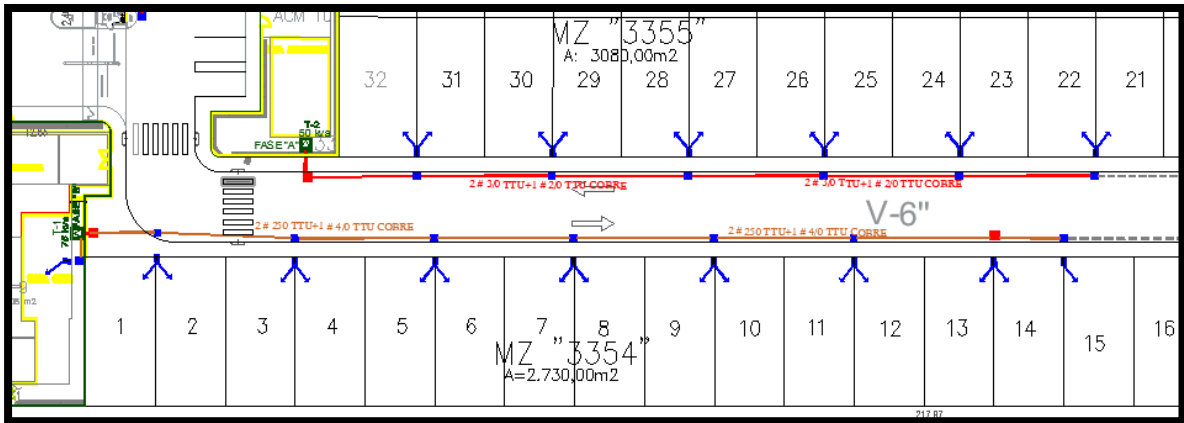 ACM TU
MZ "3355"
A: 3080,00m2
32 31 30 29 28 27 26 25 24 23 22 21
T-2
50 kva
FASE "A"
2 # 3/0 TTU+1 # 2/0 TTU COBRE
2 # 3/0 TTU+1 # 2/0 TTU COBRE
V-6"
T-1
75 kva
FASE "B"
2 # 250 TTU+1 # 4/0 TTU COBRE
2 # 250 TTU+1 # 4/0 TTU COBRE
1 2 3 4 5 6 7 8 9 10 11 12 13 14 15 16
MZ "3354"
A=2.730,00m2
217.87